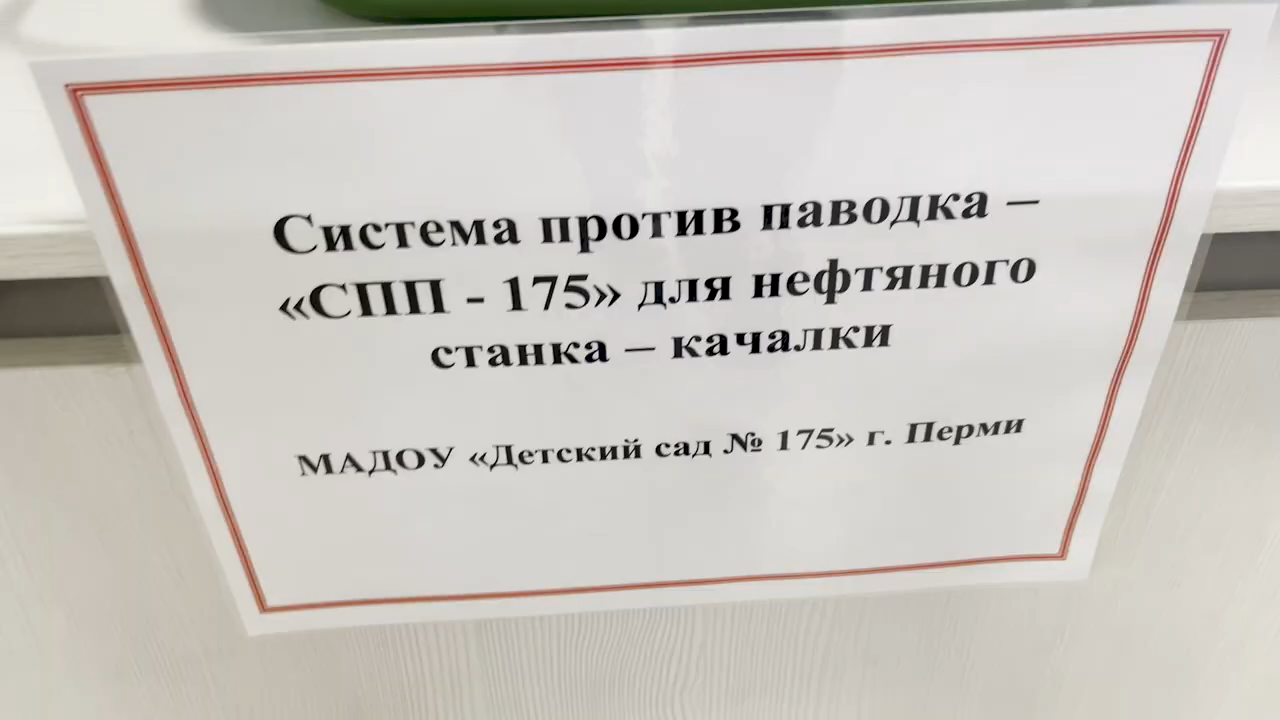 Система против паводка –
«СПП - 175» для нефтяного
станка – качалки
МАДОУ «Детский сад № 175» г. Перми